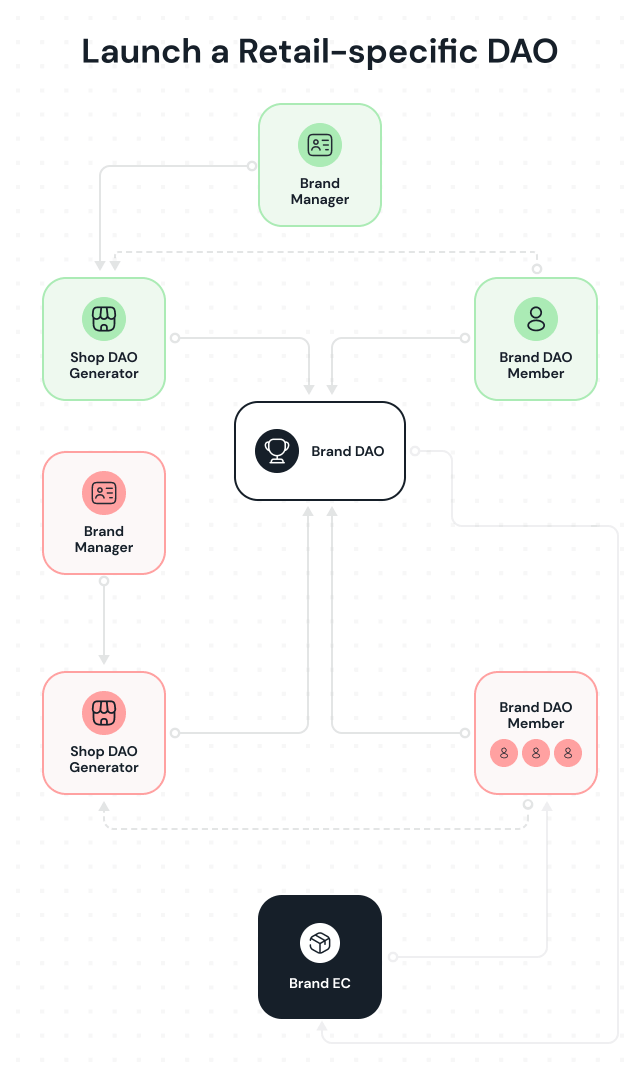 Launch a Retail-specific DAO
Brand
Manager
Shop DAO
Generator
Brand DAO
Member
Brand DAO
Brand
Manager
Shop DAO
Generator
Brand DAO
Member
Brand EC